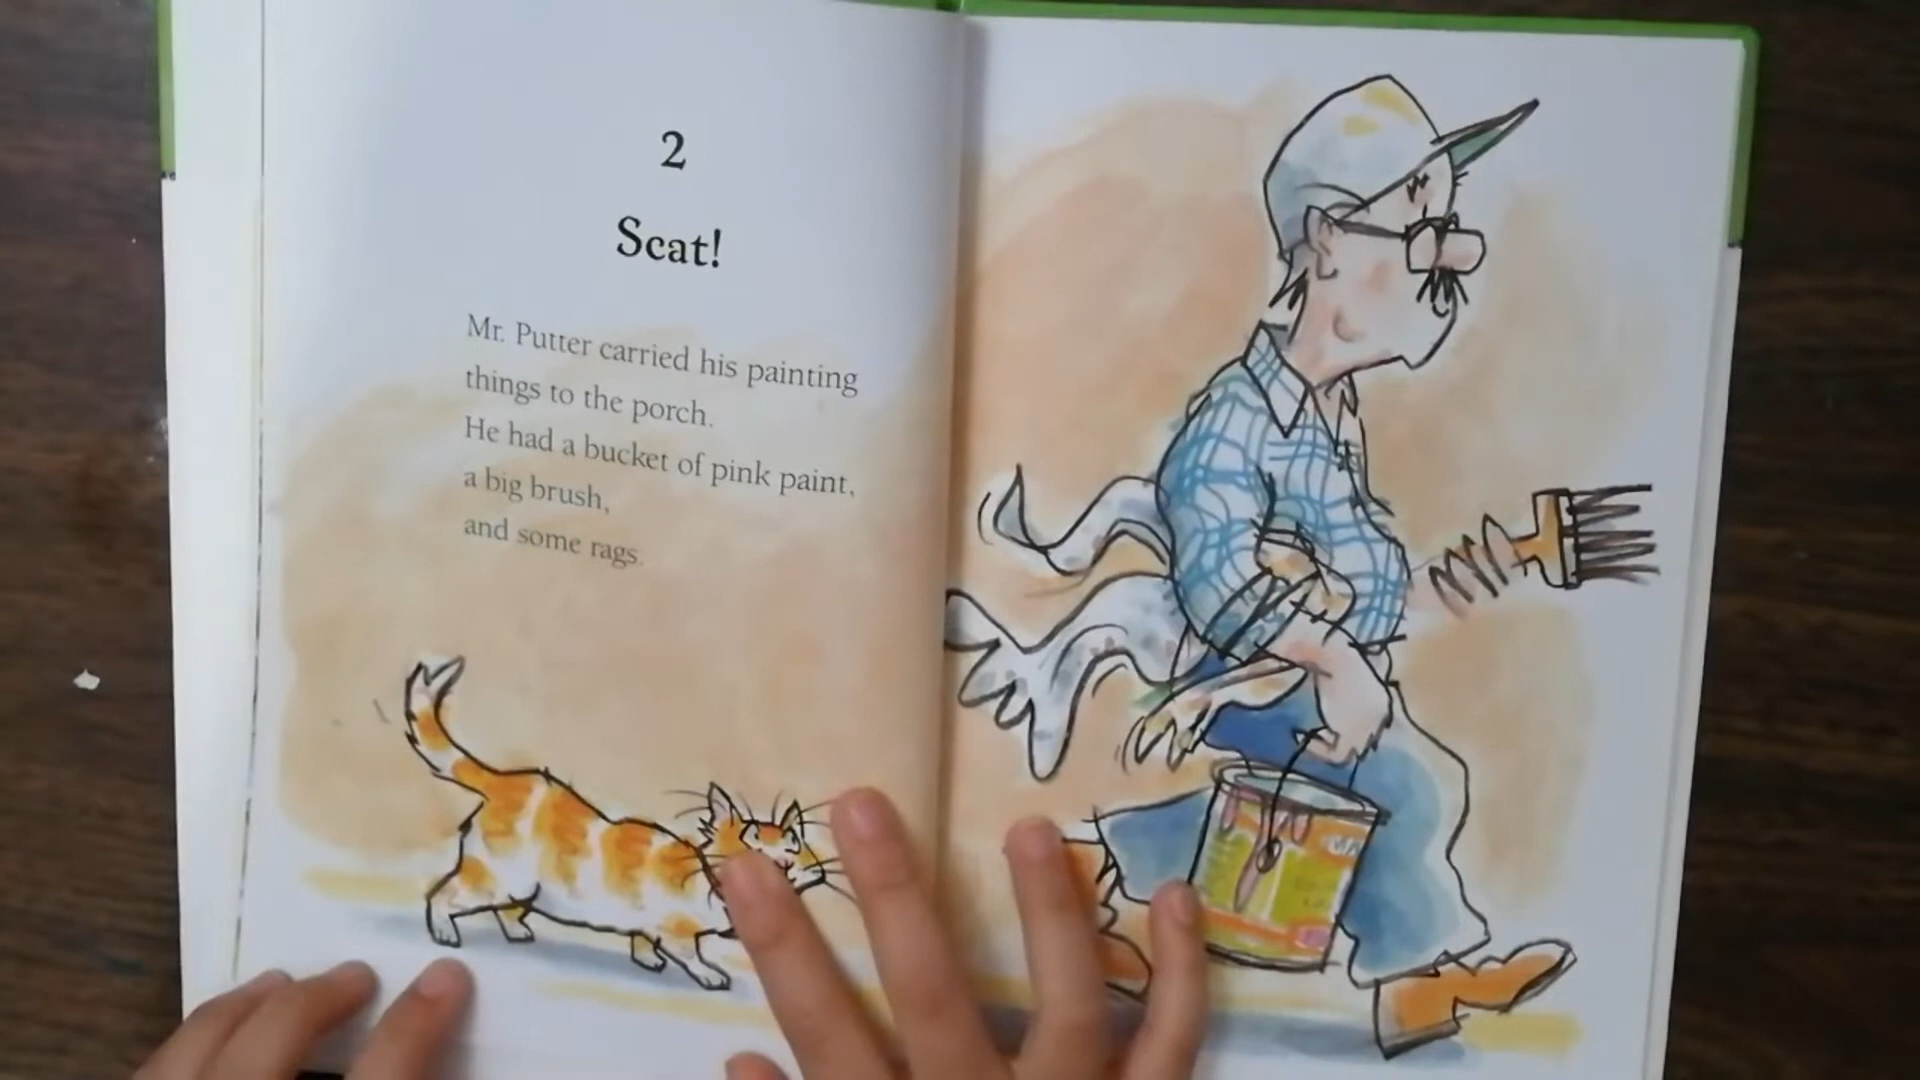 2
Scat!
Mr. Putter carried his painting
things to the porch.
He had a bucket of pink paint,
a big brush,
and some rags.